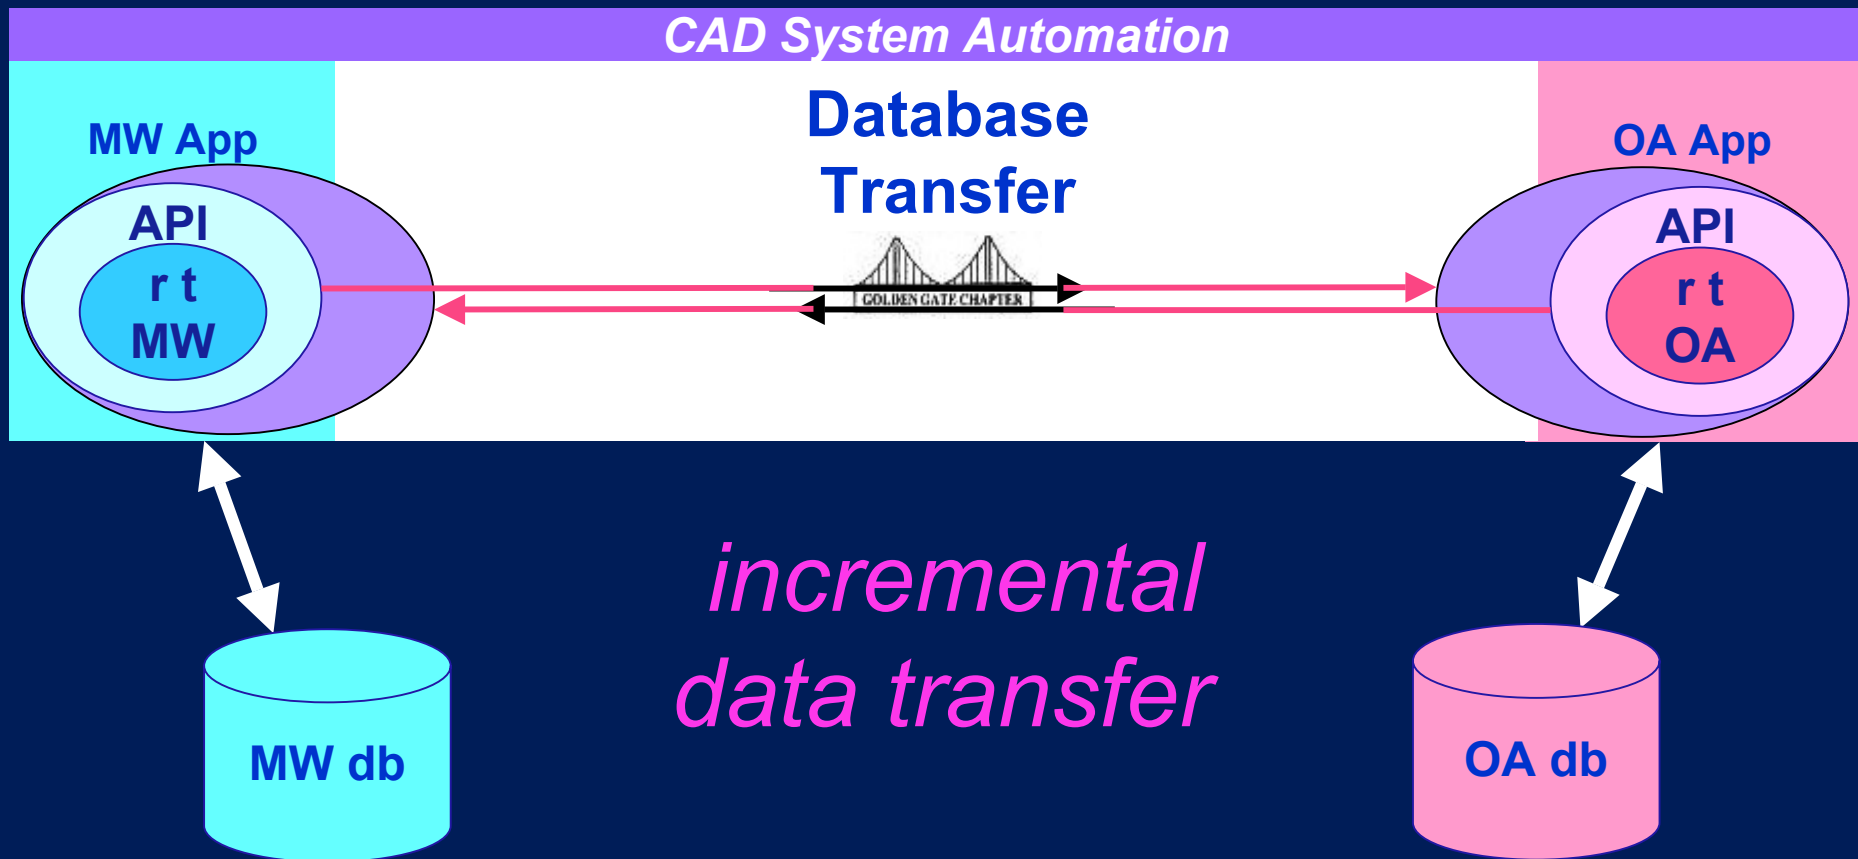 CAD System Automation
Database
Transfer
MW App
OA App
API
r t
MW
GOLDEN GATE CHAPTER
API
r t
OA
incremental
data transfer
MW db
OA db